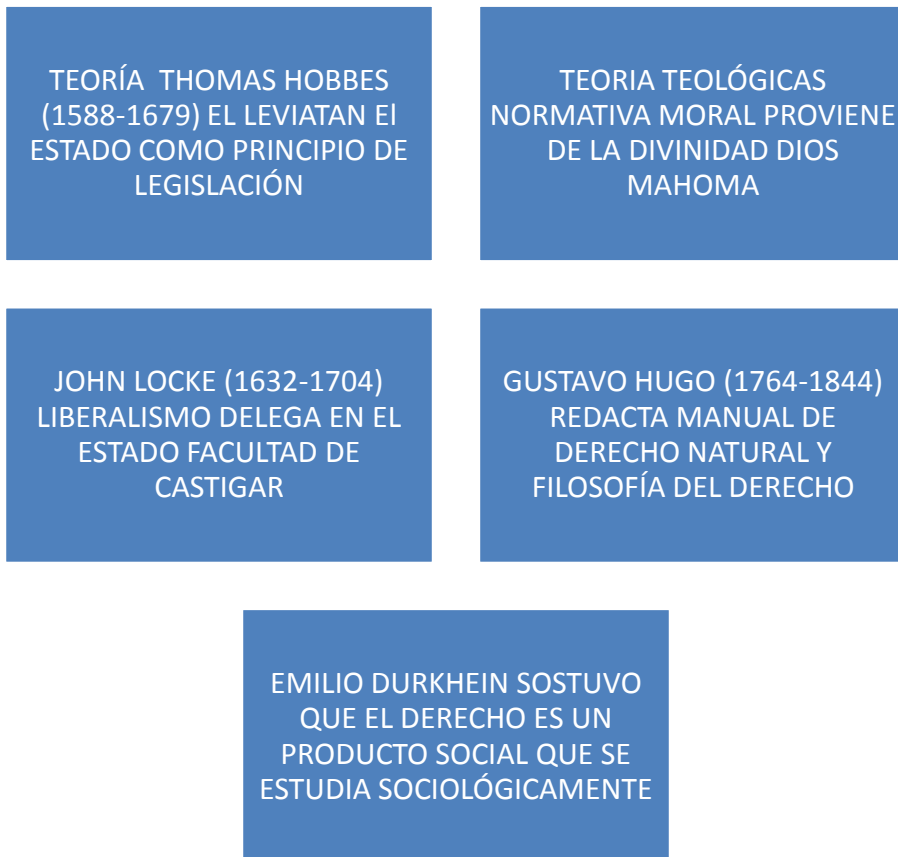 TEORÍA THOMAS HOBBES
(1588-1679) EL LEVIATAN El
ESTADO COMO PRINCIPIO DE
LEGISLACIÓN
TEORIA TEOLÓGICAS
NORMATIVA MORAL PROVIENE
DE LA DIVINIDAD DIOS
MAHOMA
JOHN LOCKE (1632-1704)
LIBERALISMO DELEGA EN EL
ESTADO FACULTAD DE
CASTIGAR
GUSTAVO HUGO (1764-1844)
REDACTA MANUAL DE
DERECHO NATURAL Y
FILOSOFÍA DEL DERECHO
EMILIO DURKHEIN SOSTUVO
QUE EL DERECHO ES UN
PRODUCTO SOCIAL QUE SE
ESTUDIA SOCIOLÓGICAMENTE